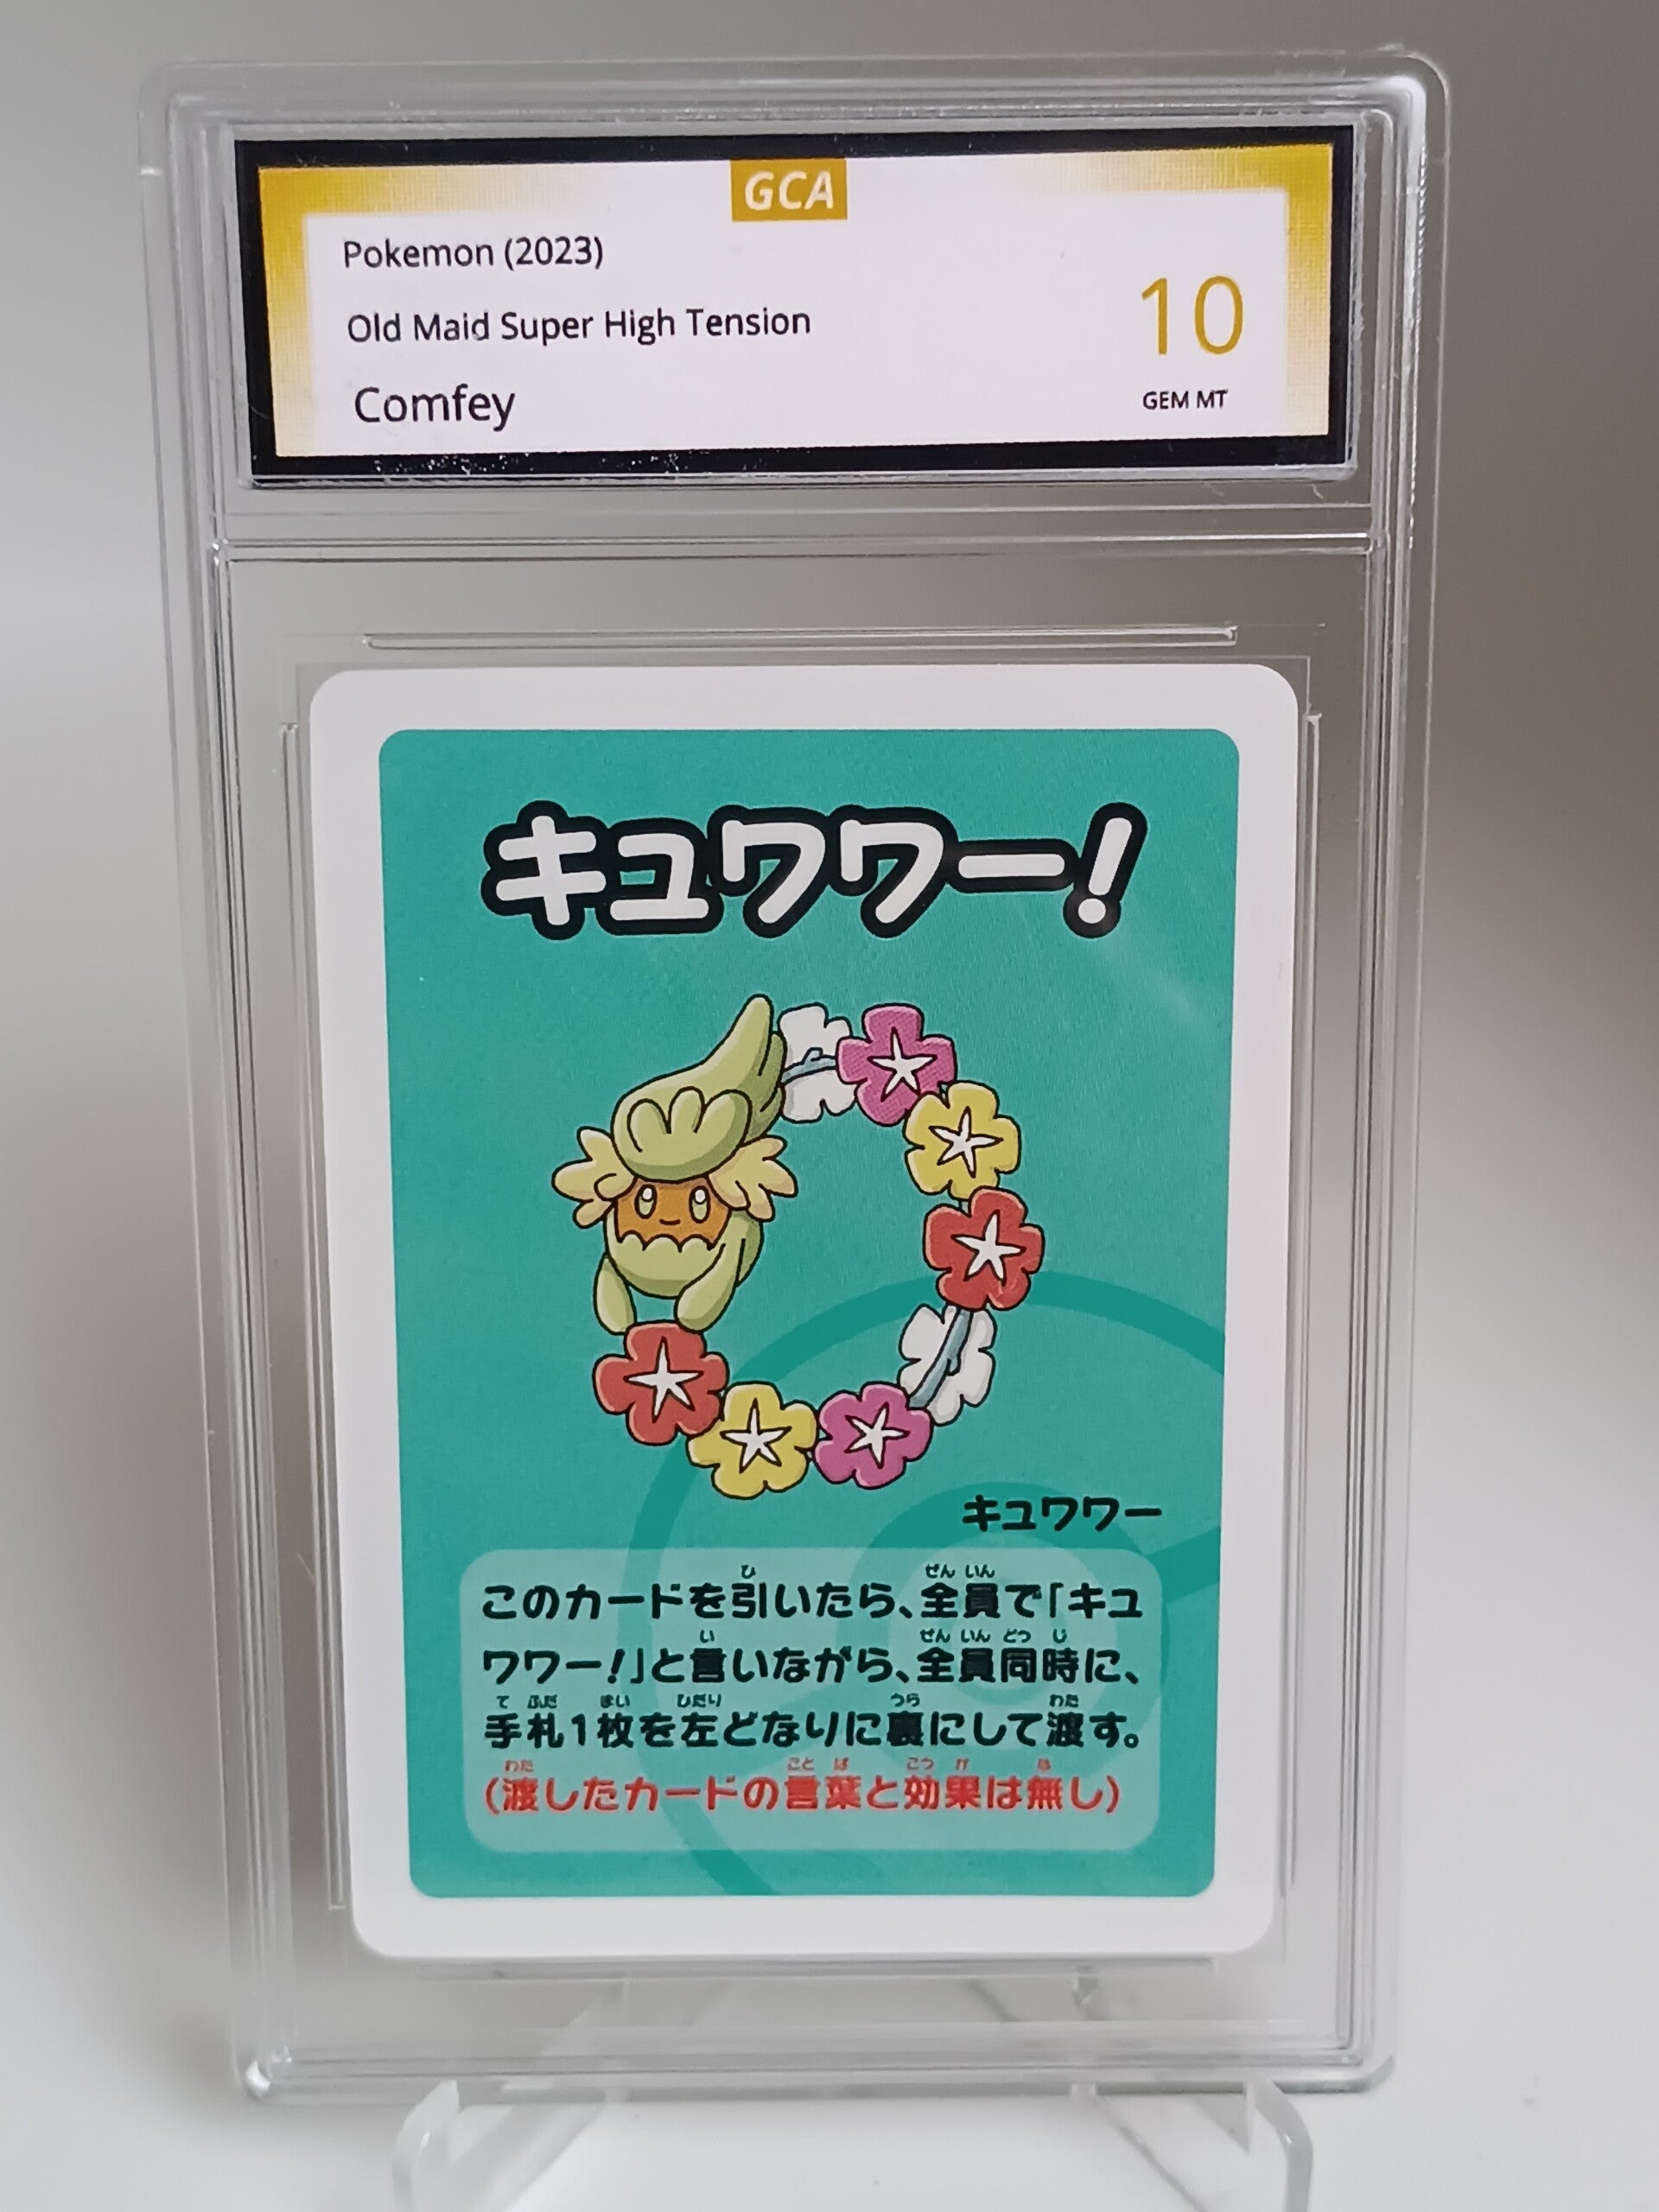 GCA
Pokemon (2023)
Old Maid Super High Tension
Comfey
10
GEM MT
キュワワー!
キュワワー
このカードを引いたら、全員で「キュ
ワワー!」と言いながら、全員同時に、
手札1枚を左どなりに裏にして渡す。
(渡したカードの言葉と効果は無し)